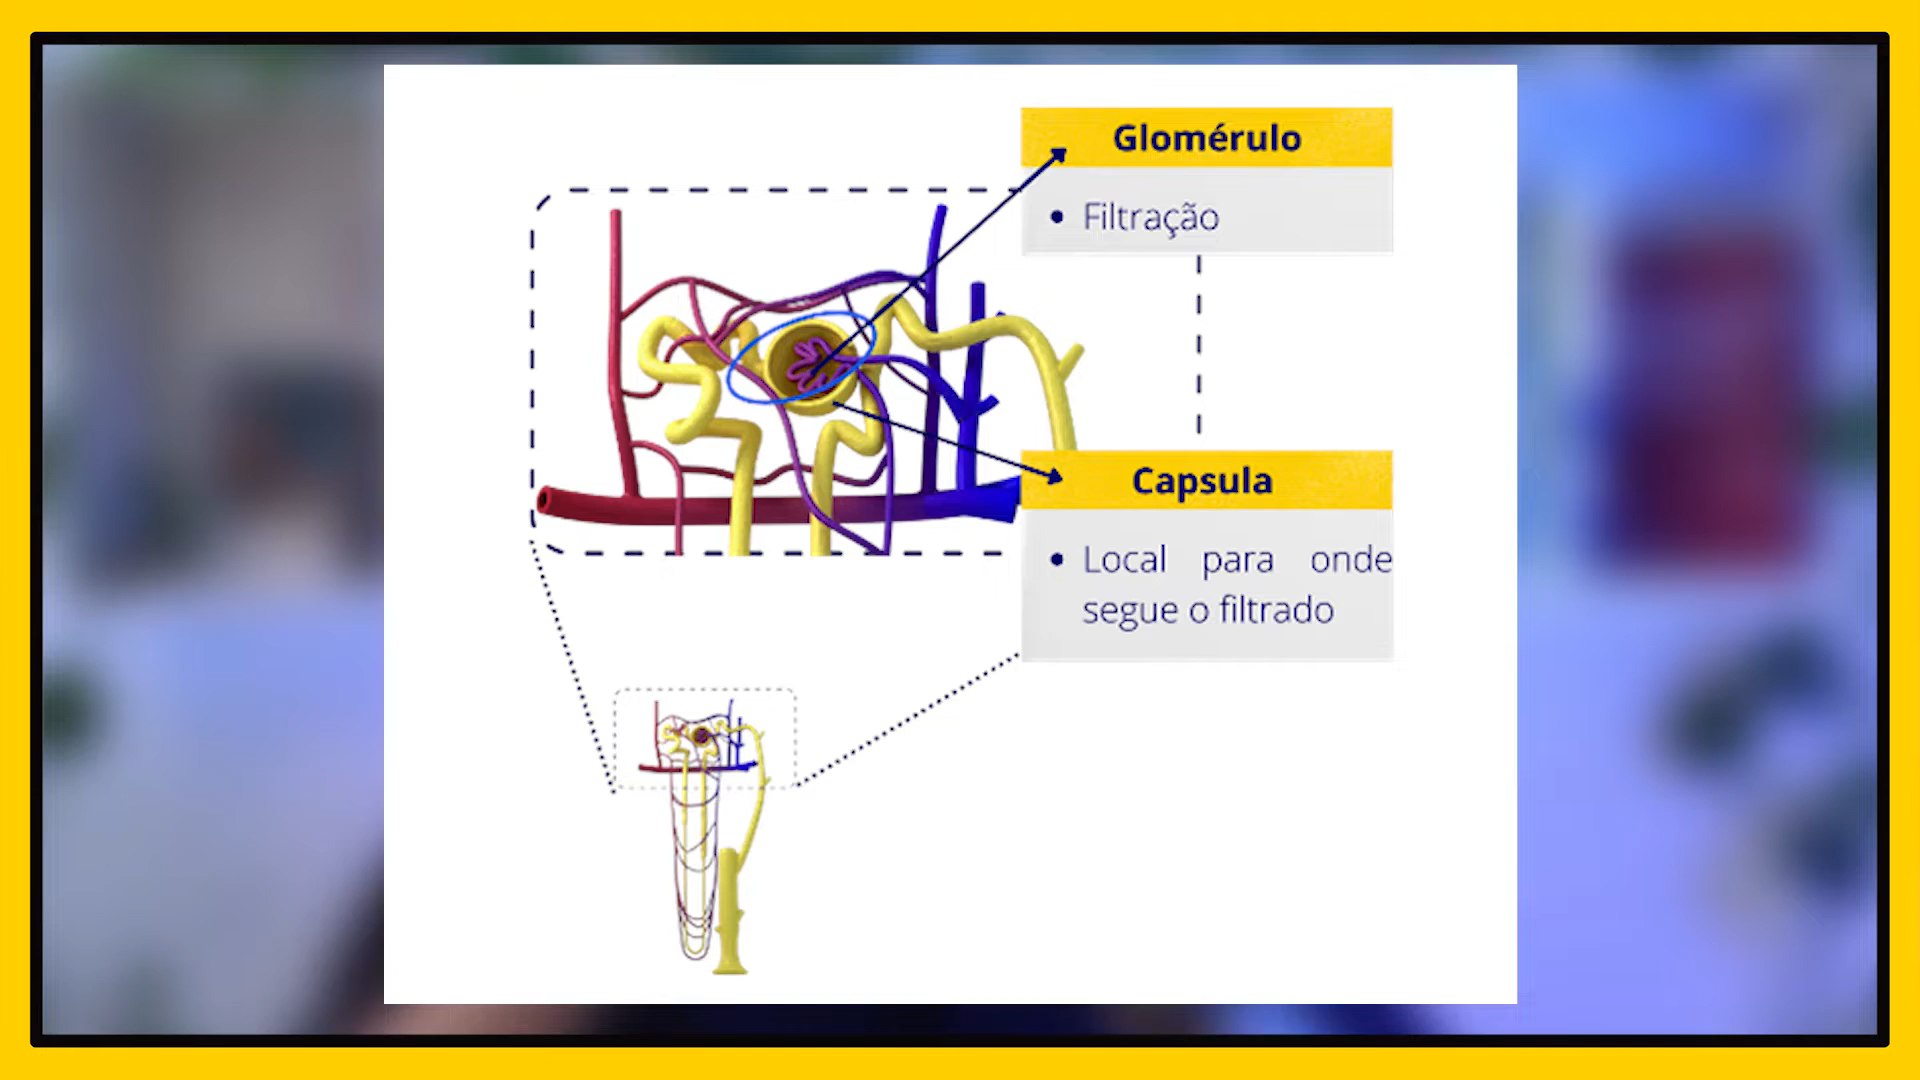 Glomérulo
• Filtração
Capsula
• Local para onde
segue o filtrado